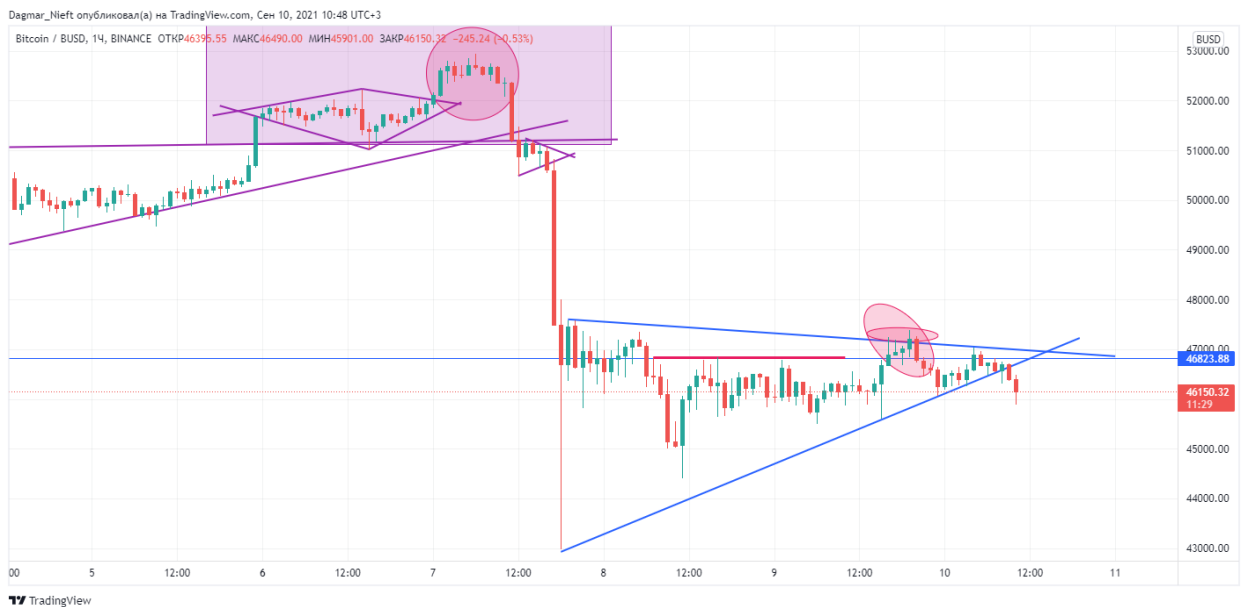 Dagmar_Nieft опубликовал(а) на TradingView.com, Сен 10, 2021 10:48 UTC+3
Bitcoin / BUSD, 1Ч, BINANCE ОТКР46395.55 МАКС46490.00 МИН45901.00 ЗАКР46150.32 −245.24 (−0.53%)
BUSD
53000.00
52000.00
51000.00
50000.00
49000.00
48000.00
47000.00
46823.88
46150.32
11:29
45000.00
44000.00
43000.00
00 5 12:00 6 12:00 7 12:00 8 12:00 9 12:00 10 12:00 11
TradingView